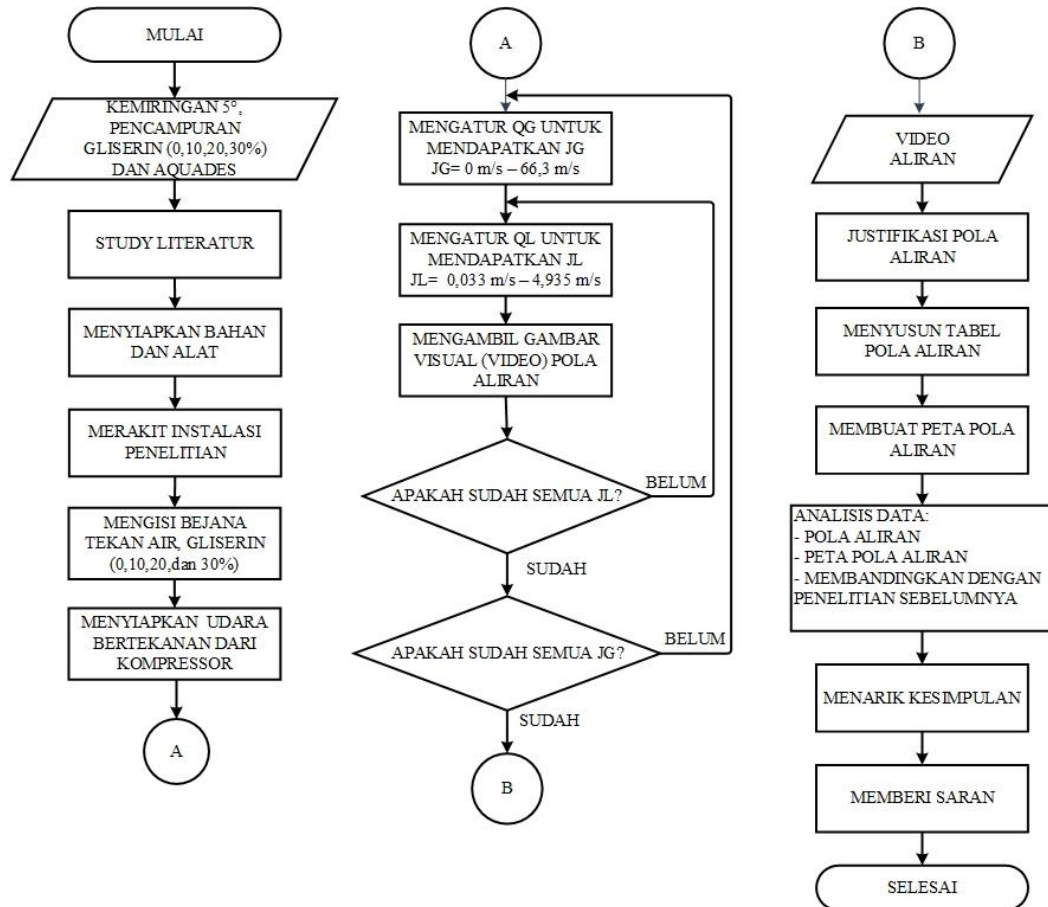 MULAI
KEMIRINGAN 5°,
PENCAMPURAN
GLISERIN (0,10,20,30%)
DAN AQUADES
STUDY LITERATUR
MENYIAPKAN BAHAN
DAN ALAT
MERAKIT INSTALASI
PENELITIAN
MENGISI BEJANA
TEKAN AIR, GLISERIN
(0,10,20,dan 30%)
MENYIAPKAN UDARA
BERTEKANAN DARI
KOMPRESSOR
A
A
MENGATUR QG UNTUK
MENDAPATKAN JG
JG= 0 m/s – 66,3 m/s
MENGATUR QL UNTUK
MENDAPATKAN JL
JL= 0,033 m/s – 4,935 m/s
MENGAMBIL GAMBAR
VISUAL (VIDEO) POLA
ALIRAN
APAKAH SUDAH SEMUA JL?
BELUM
SUDAH
APAKAH SUDAH SEMUA JG?
BELUM
SUDAH
B
B
VIDEO
ALIRAN
JUSTIFIKASI POLA
ALIRAN
MENYUSUN TABEL
POLA ALIRAN
MEMBUAT PETA POLA
ALIRAN
ANALISIS DATA:
- POLA ALIRAN
- PETA POLA ALIRAN
- MEMBANDINGKAN DENGAN
PENELITIAN SEBELUMNYA
MENARIK KESIMPULAN
MEMBERI SARAN
SELESAI